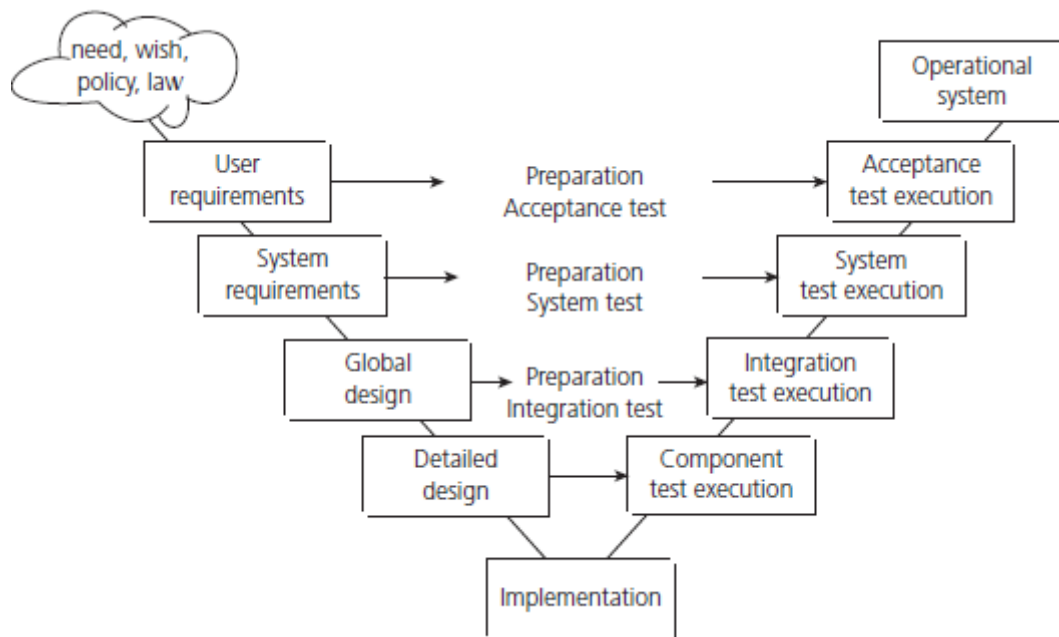 need, wish,
policy, law
Operational
system
User
requirements
Preparation
Acceptance test
Acceptance
test execution
System
requirements
Preparation
System test
System
test execution
Global
design
Preparation
Integration test
Integration
test execution
Detailed
design
Component
test execution
Implementation